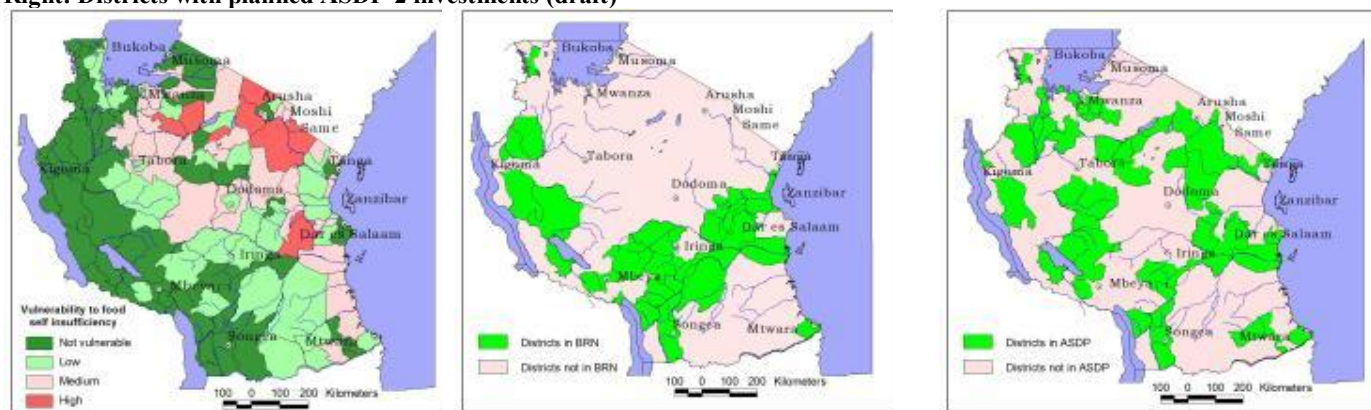 Right: Districts with planned ASDP-2 investments (draft)
Bukoba
Musoma
Mwanza
Arusha
Moshi
Same
Kigoma
Tabora
Tanga
Dodoma
Zanzibar
Dar es Salaam
Iringa
Mbeya
Songea
Mtwara
Vulnerability to food
self insufficiency
Not vulnerable
Low
Medium
High
100 0 100 200 Kilometers
Bukoba
Musoma
Mwanza
Arusha
Moshi
Same
Kigoma
Tabora
Tanga
Dodoma
Zanzibar
Dar es Salaam
Iringa
Mbeya
Songea
Mtwara
Districts in BRN
Districts not in BRN
100 0 100 200 Kilometers
Bukoba
Musoma
Mwanza
Arusha
Moshi
Same
Kigoma
Tabora
Tanga
Dodoma
Zanzibar
Dar es Salaam
Iringa
Mbeya
Songea
Mtwara
Districts in ASDP
Districts not in ASDP
100 0 100 200 Kilometers